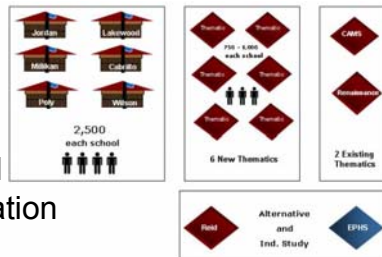 Jordan Lakewood
Millikan Cabrillo
Poly Wilson
2,500
each school
Thematic Thematic
750 - 1,000
each school
Thematic Thematic
Thematic Thematic
6 New Thematics
CAMS
Renaissance
2 Existing
Thematics
ation
Reid
Alternative
and
Ind. Study
EPHS